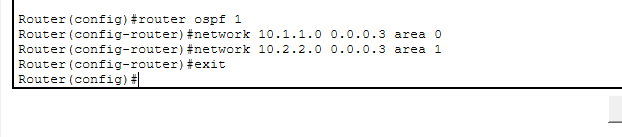 Router(config)#router ospf 1
Router(config-router)#network 10.1.1.0 0.0.0.3 area 0
Router(config-router)#network 10.2.2.0 0.0.0.3 area 1
Router(config-router)#exit
Router(config)#